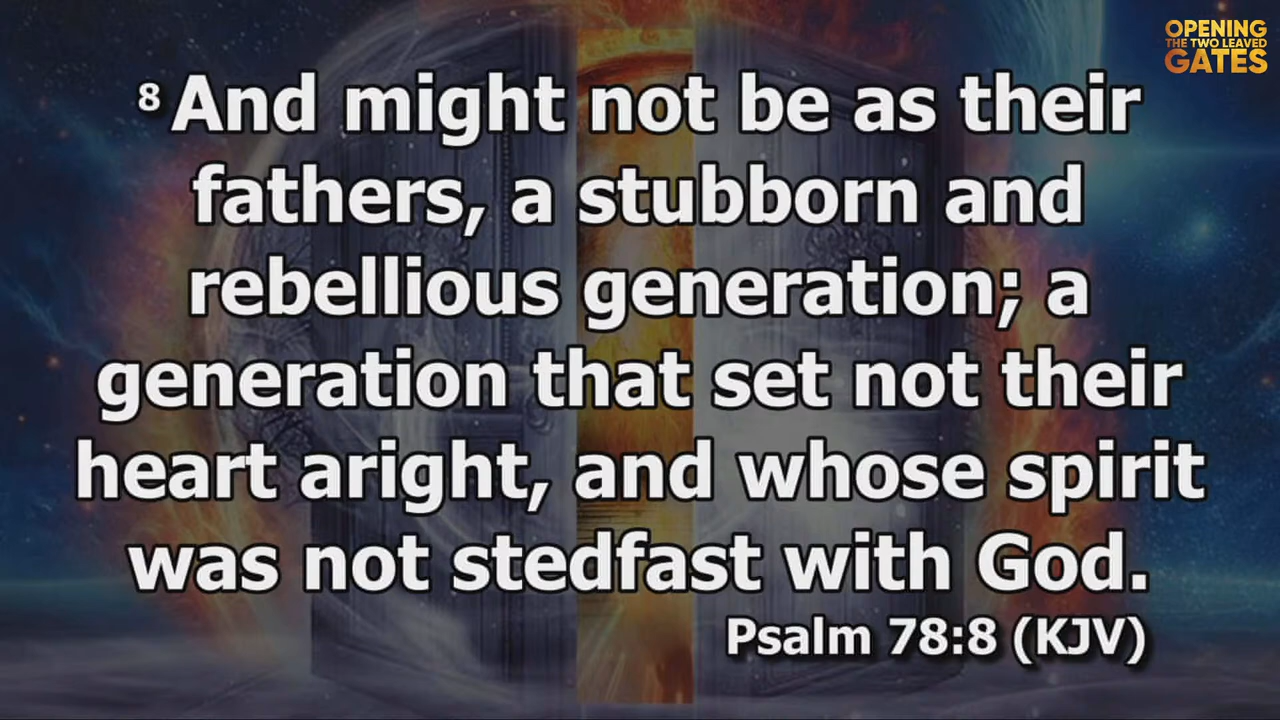 OPENING
THE TWO LEAVED
GATES
8 And might not be as their
fathers, a stubborn and
rebellious generation; a
generation that set not their
heart aright, and whose spirit
was not stedfast with God.
Psalm 78:8 (KJV)